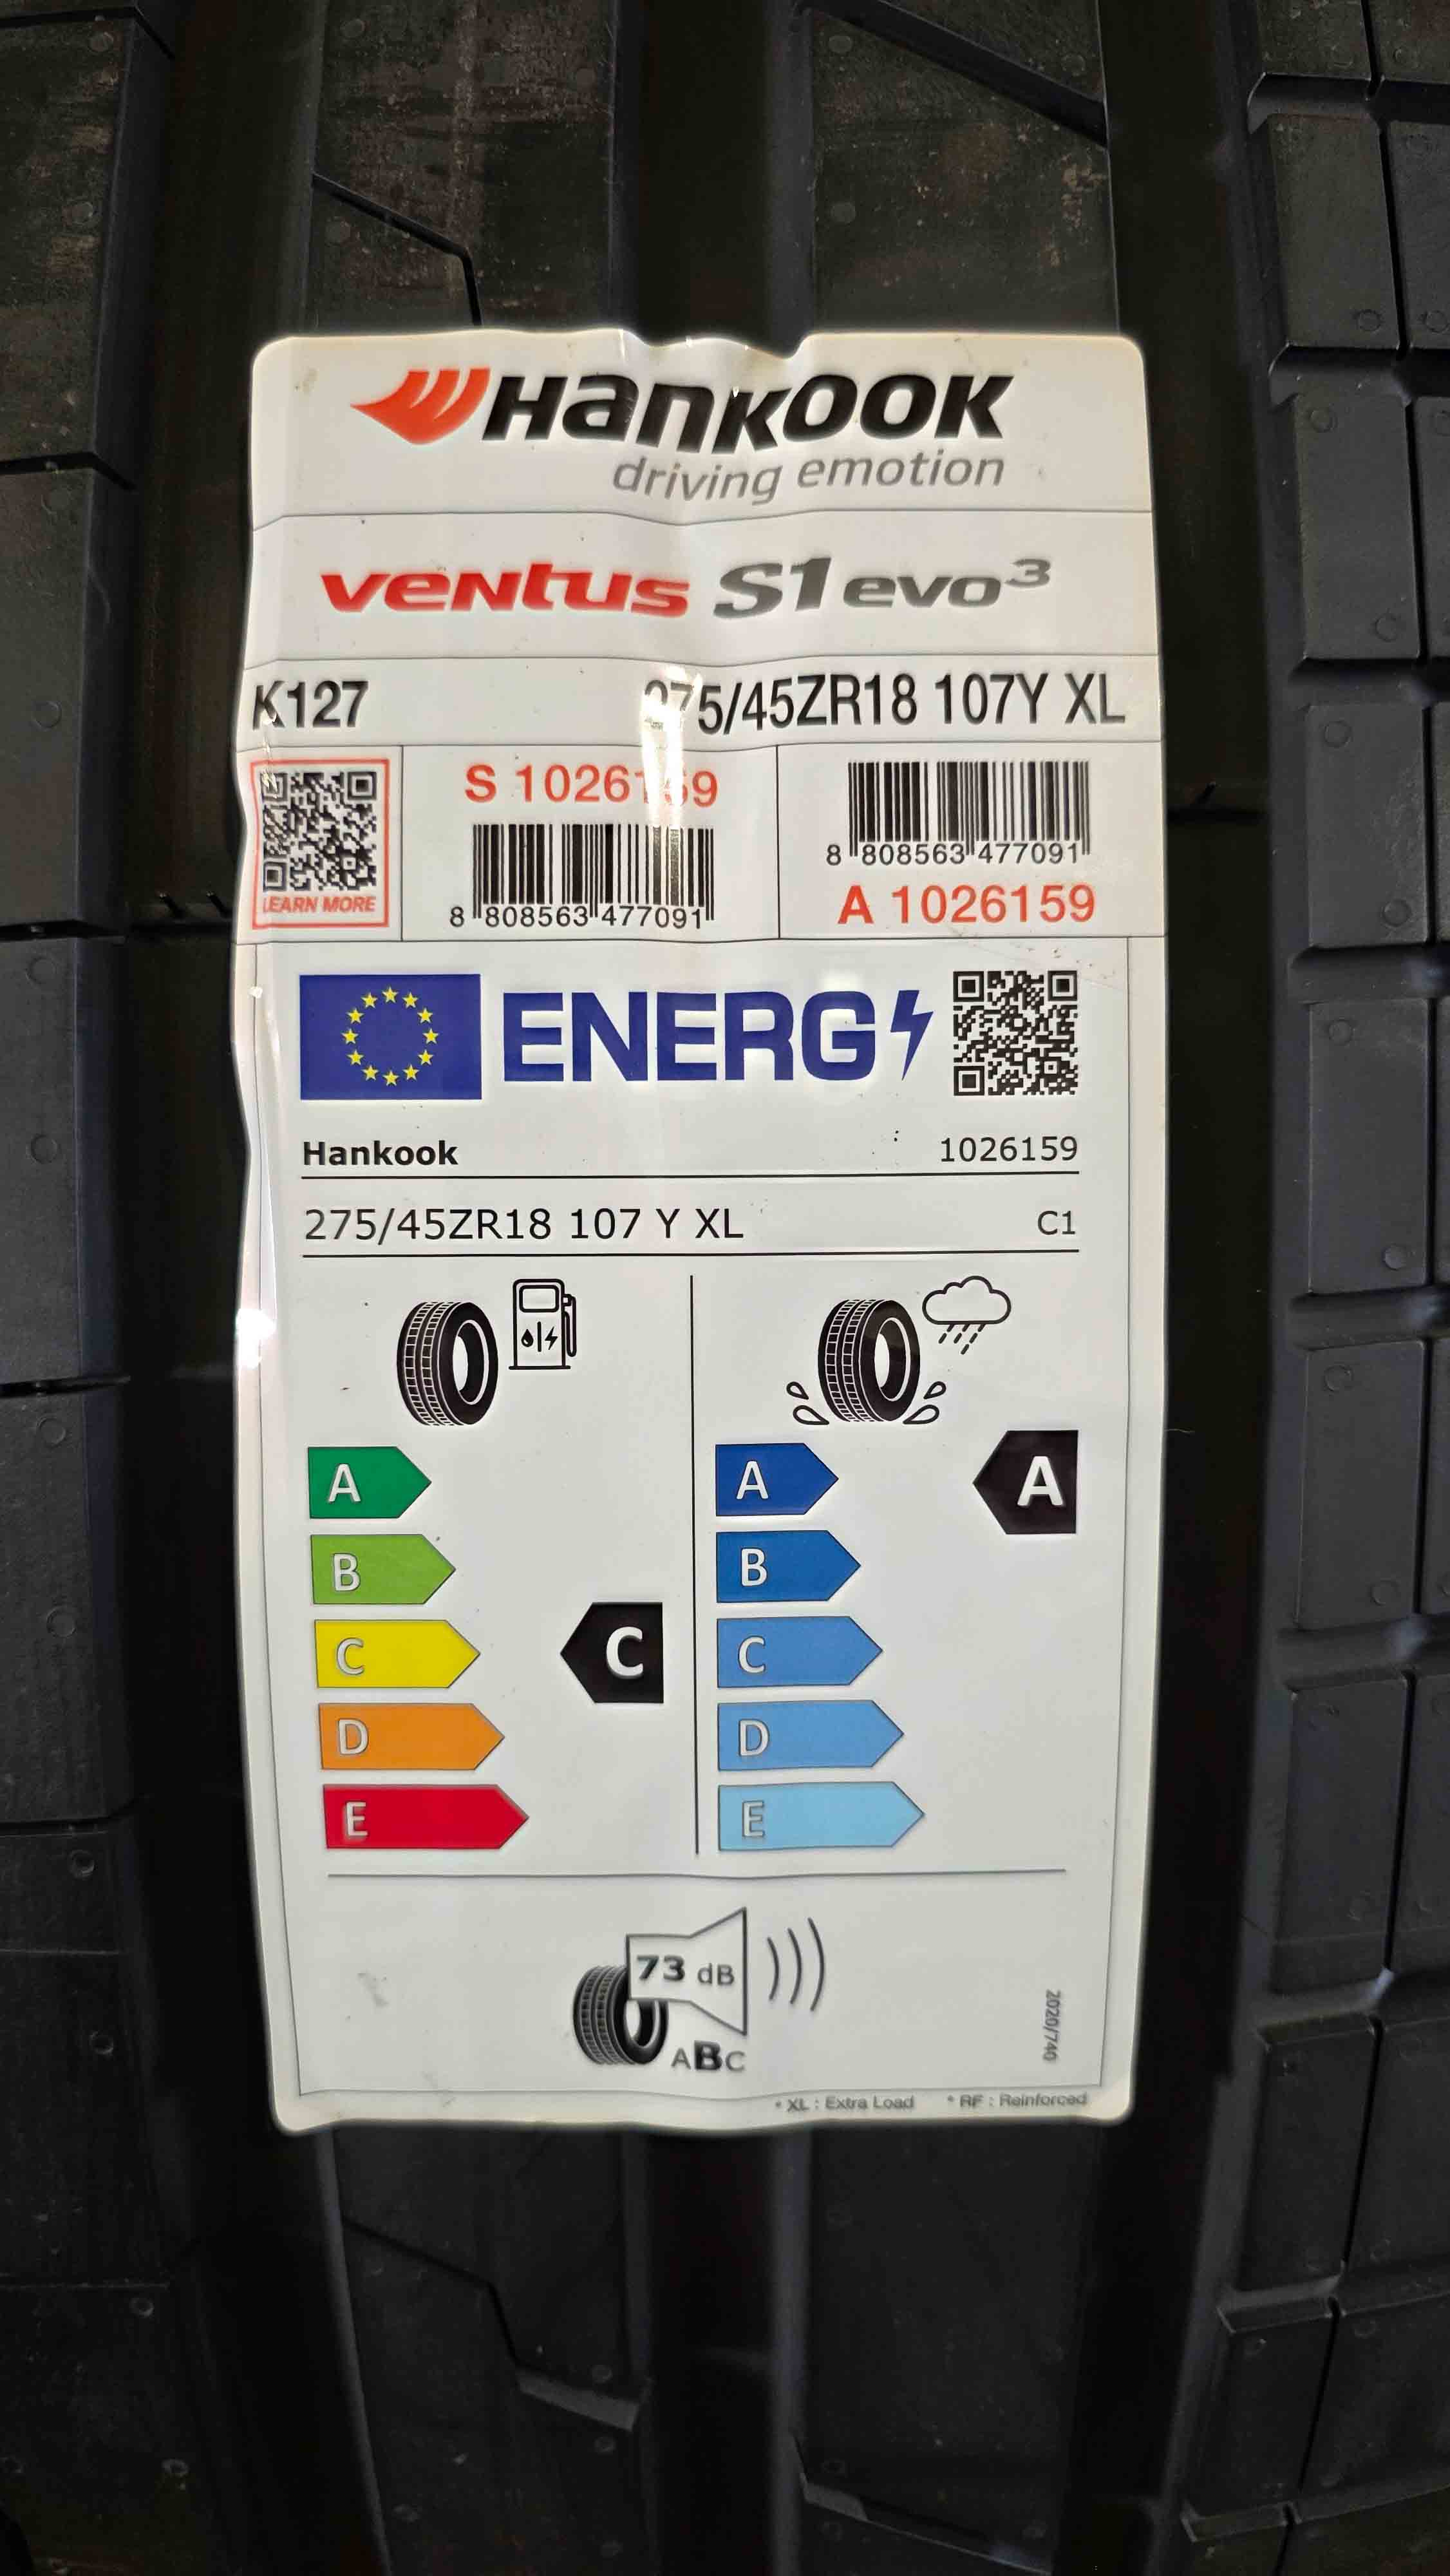 Hankook
driving emotion
ventus S1 evo³
K127 275/45ZR18 107Y XL
LEARN MORE
S 1026159
8 808563 477091
8 808563 477091
A 1026159
ENERG
Hankook 1026159
275/45ZR18 107 Y XL C1
A
B
C
D
E
C
A
B
C
D
E
A
73 dB
ABC
2020/740
* XL : Extra Load * RF : Reinforced